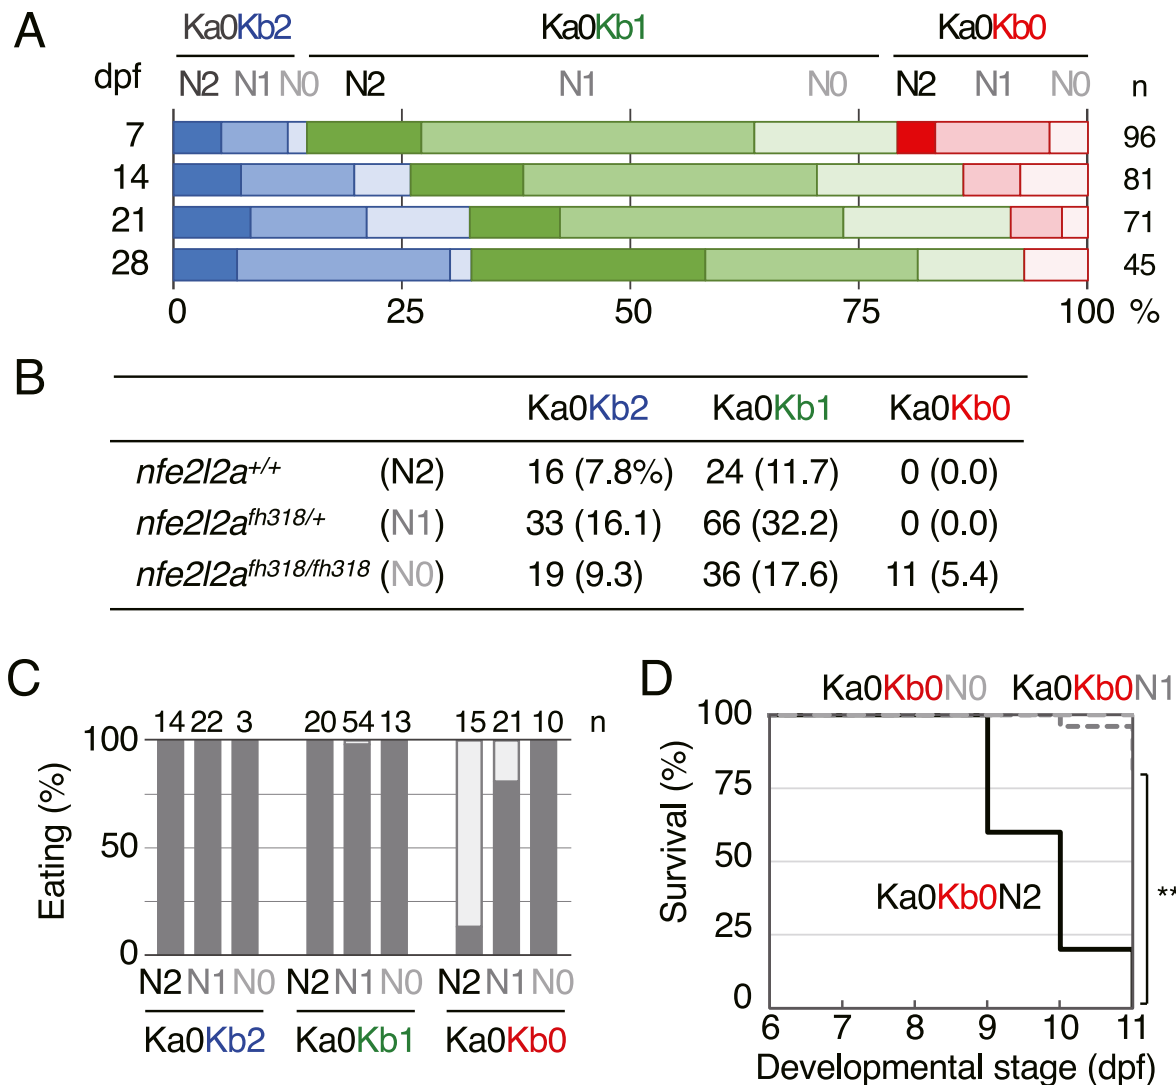 A
Ka0Kb2 Ka0Kb1 Ka0Kb0
dpf N2 N1 N0 N2 N1 N0 N2 N1 N0 n
7 96
14 81
21 71
28 45
0 25 50 75 100 %
B
Ka0Kb2 Ka0Kb1 Ka0Kb0
nfe2l2a+/+ (N2) 16 (7.8%) 24 (11.7) 0 (0.0)
nfe2l2afh318/+ (N1) 33 (16.1) 66 (32.2) 0 (0.0)
nfe2l2afh318/fh318 (N0) 19 (9.3) 36 (17.6) 11 (5.4)
C
14 22 3 20 54 13 15 21 10 n
100
50
0
Eating (%)
N2 N1 N0 N2 N1 N0 N2 N1 N0
Ka0Kb2 Ka0Kb1 Ka0Kb0
D
Ka0Kb0N0 Ka0Kb0N1
100
75
50
25
0
Survival (%)
Ka0Kb0N2
**
6 7 8 9 10 11
Developmental stage (dpf)